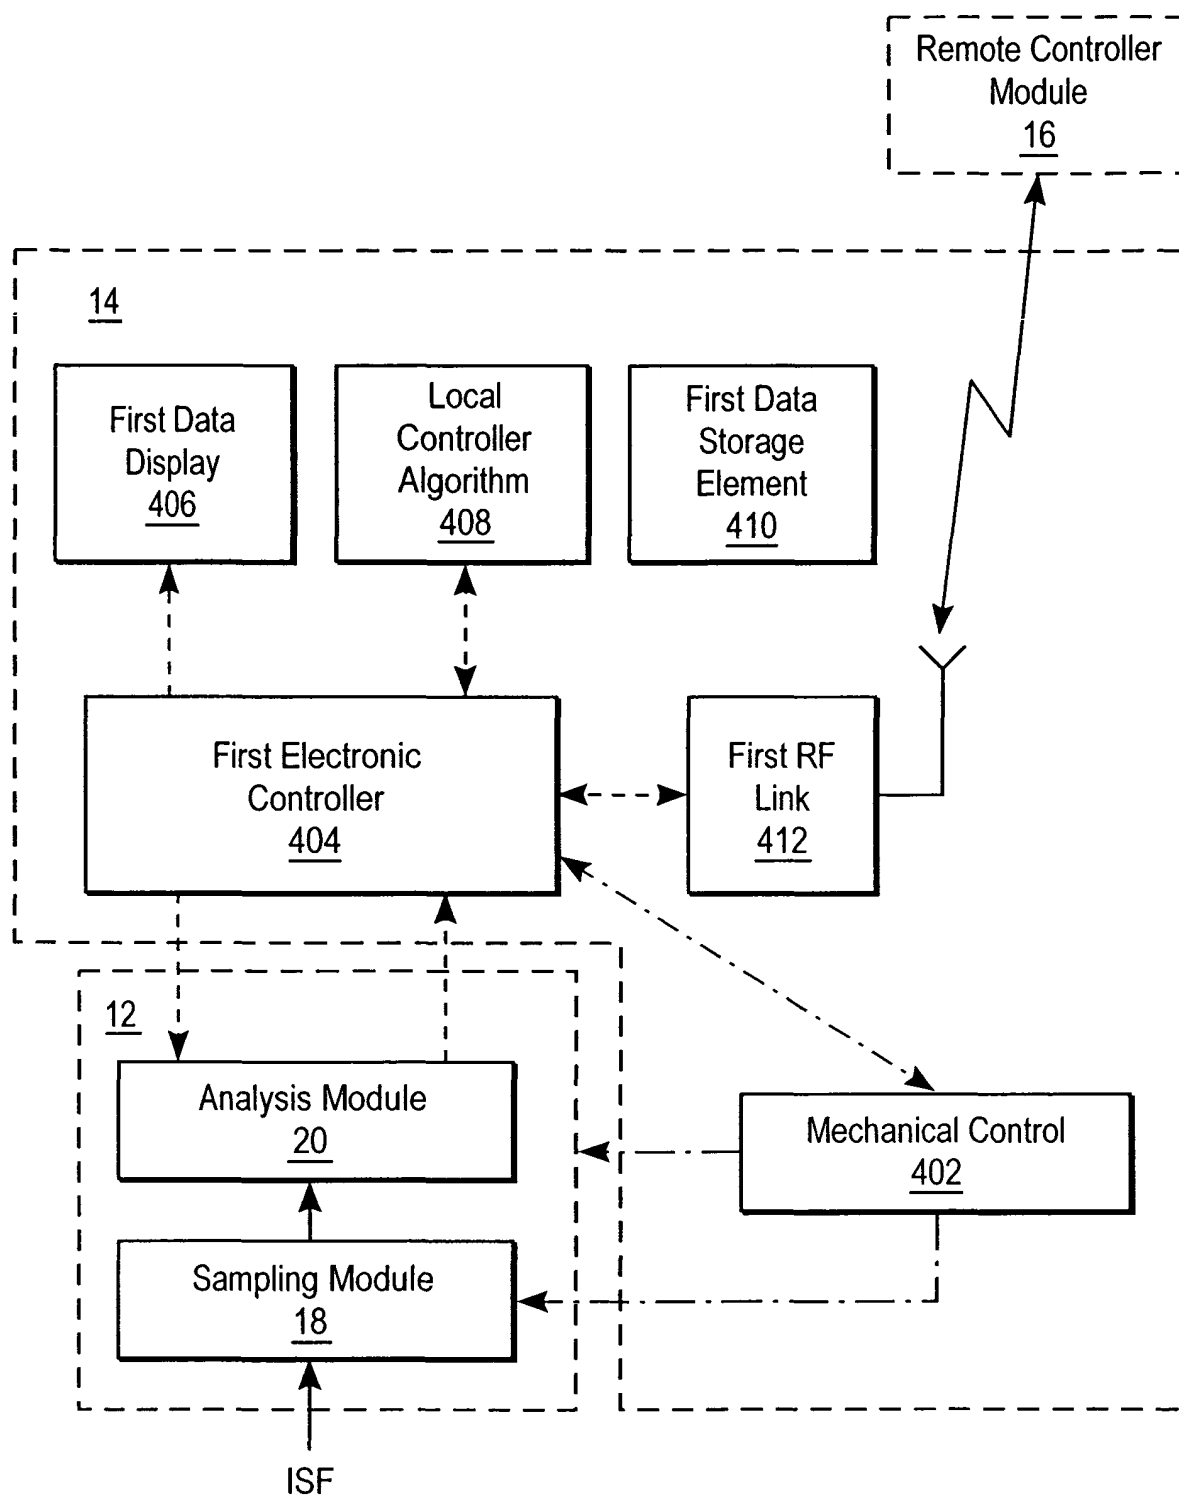 Remote Controller
Module
16
14
First Data
Display
406
Local
Controller
Algorithm
408
First Data
Storage
Element
410
First Electronic
Controller
404
First RF
Link
412
12
Analysis Module
20
Mechanical Control
402
Sampling Module
18
ISF